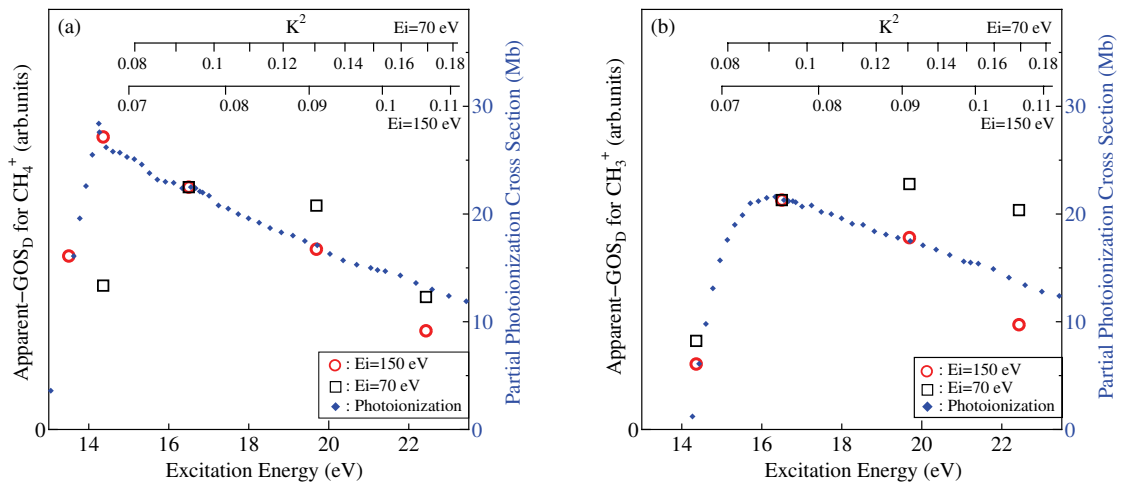 (a)
K²
Ei=70 eV
0.08 0.1 0.12 0.14 0.16 0.18
0.07 0.08 0.09 0.1 0.11
Ei=150 eV
Apparent−GOS_D for CH₄⁺ (arb.units)
Partial Photoionization Cross Section (Mb)
30
20
10
0
0
: Ei=150 eV
: Ei=70 eV
: Photoionization
14 16 18 20 22
Excitation Energy (eV)
(b)
K²
Ei=70 eV
0.08 0.1 0.12 0.14 0.16 0.18
0.07 0.08 0.09 0.1 0.11
Ei=150 eV
Apparent−GOS_D for CH₃⁺ (arb.units)
Partial Photoionization Cross Section (Mb)
30
20
10
0
0
: Ei=150 eV
: Ei=70 eV
: Photoionization
14 16 18 20 22
Excitation Energy (eV)